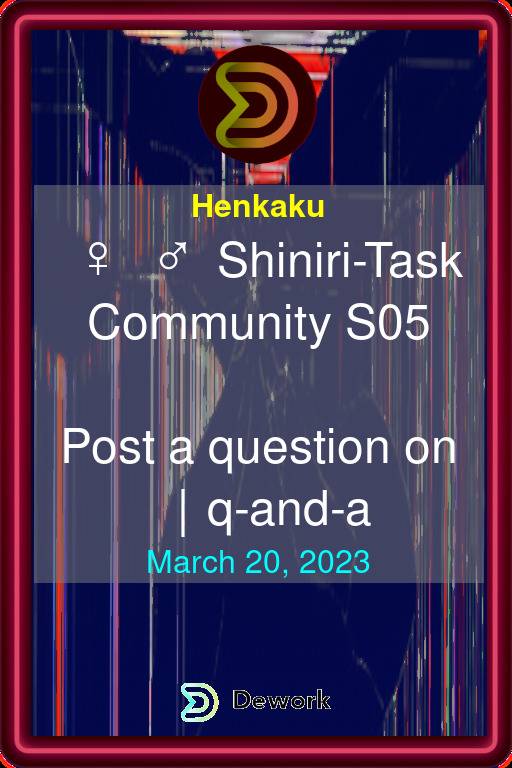 Henkaku
♀ ♂ Shiniri-Task
Community S05
Post a question on
| q-and-a
March 20, 2023
Dework